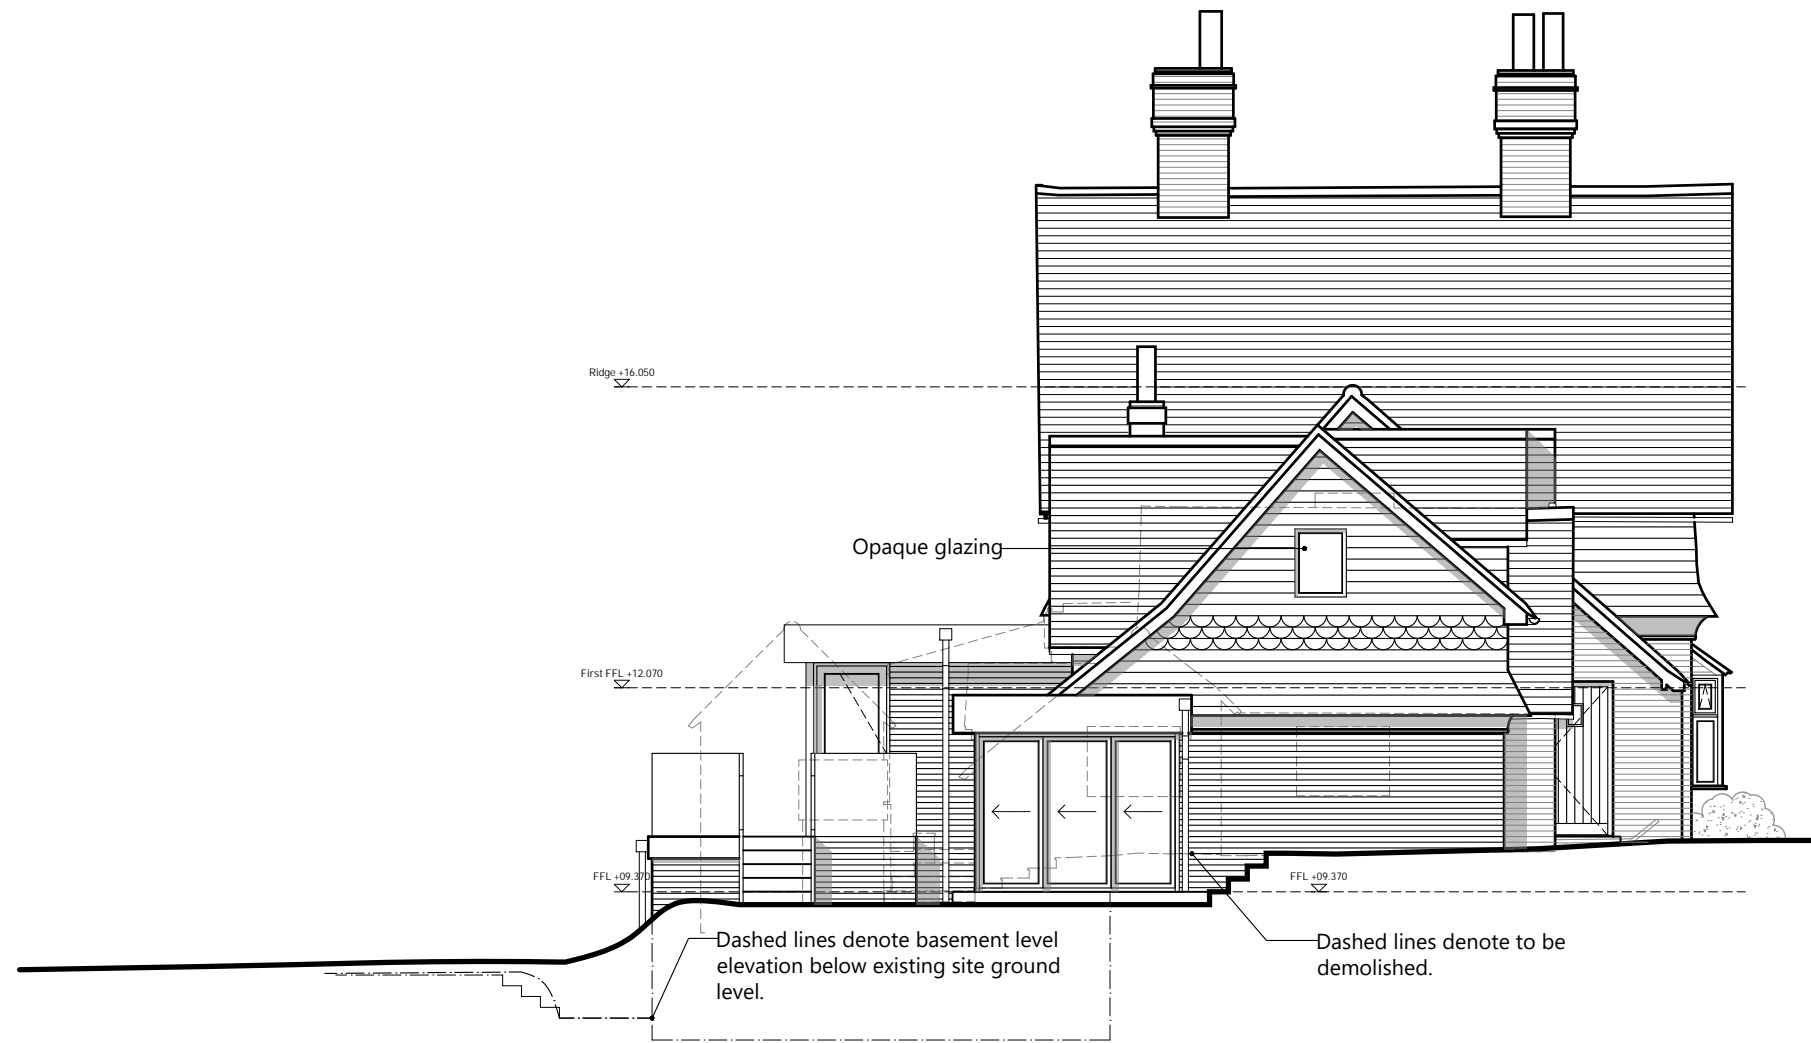 Ridge +16.050
Opaque glazing
First FFL +12.070
FFL +09.370
FFL +09.370
Dashed lines denote basement level
elevation below existing site ground
level.
Dashed lines denote to be
demolished.